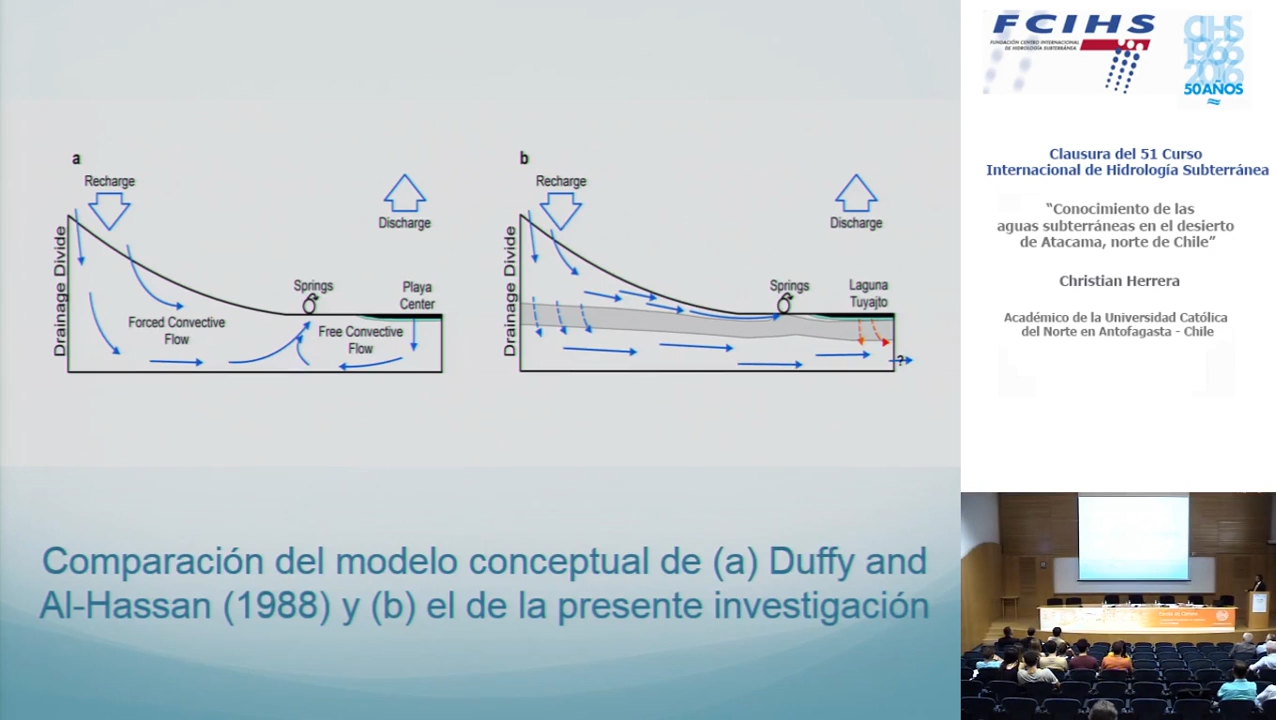 a
Recharge
Discharge
Drainage Divide
Springs
Playa
Center
Forced Convective
Flow
Free Convective
Flow
b
Recharge
Discharge
Drainage Divide
Springs
Laguna
Tuyajto
?
Comparación del modelo conceptual de (a) Duffy and
Al-Hassan (1988) y (b) el de la presente investigación
FCIHS
FUNDACIÓN CENTRO INTERNACIONAL
DE HIDROLOGÍA SUBTERRÁNEA
CIHS
1966
2016
50 AÑOS
Clausura del 51 Curso
Internacional de Hidrología Subterránea
“Conocimiento de las
aguas subterráneas en el desierto
de Atacama, norte de Chile”
Christian Herrera
Académico de la Universidad Católica
del Norte en Antofagasta - Chile